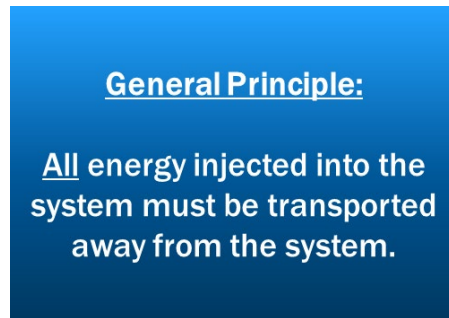 General Principle:
All energy injected into the
system must be transported
away from the system.